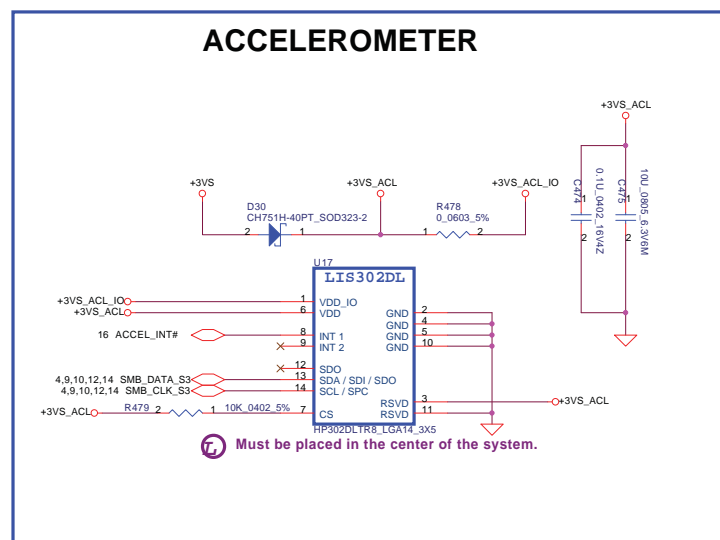 ACCELEROMETER
+3VS_ACL
+3VS
+3VS_ACL
+3VS_ACL_IO
D30
CH751H-40PT_SOD323-2
2
1
R478
0_0603_5%
1
2
C474
0.1U_0402_16V4Z
1
2
C475
10U_0805_6.3V6M
1
2
U17
LIS302DL
+3VS_ACL_IO 1 VDD_IO
+3VS_ACL 6 VDD
GND 2
GND 4
GND 5
GND 10
16 ACCEL_INT# 8 INT 1
9 INT 2
12 SDO
4,9,10,12,14 SMB_DATA_S3 13 SDA / SDI / SDO
4,9,10,12,14 SMB_CLK_S3 14 SCL / SPC
RSVD 3 +3VS_ACL
RSVD 11
+3VS_ACL R479 2 1 10K_0402_5% 7 CS
HP302DLTR8_LGA14_3X5
L Must be placed in the center of the system.